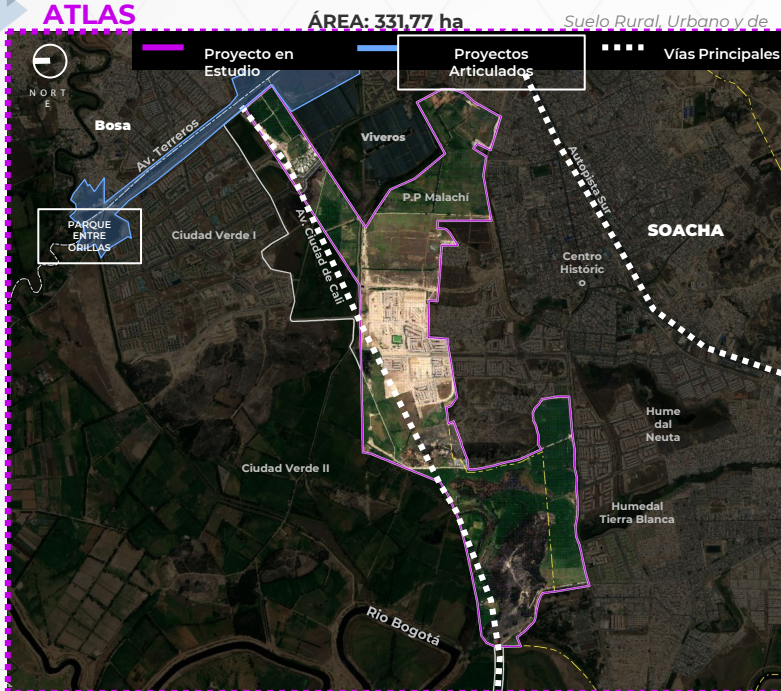 ATLAS
ÁREA: 331,77 ha
Suelo Rural, Urbano y de
Proyecto en
Estudio
Proyectos
Articulados
Vías Principales
NORT
E
Bosa
Av. Terreros
Viveros
P.P Malachí
Autopista Sur
SOACHA
PARQUE
ENTRE
ORILLAS
Ciudad Verde I
Av. Ciudad de Cali
Centro
Históric
o
Hume
dal
Neuta
Ciudad Verde II
Humedal
Tierra Blanca
Rio Bogotá